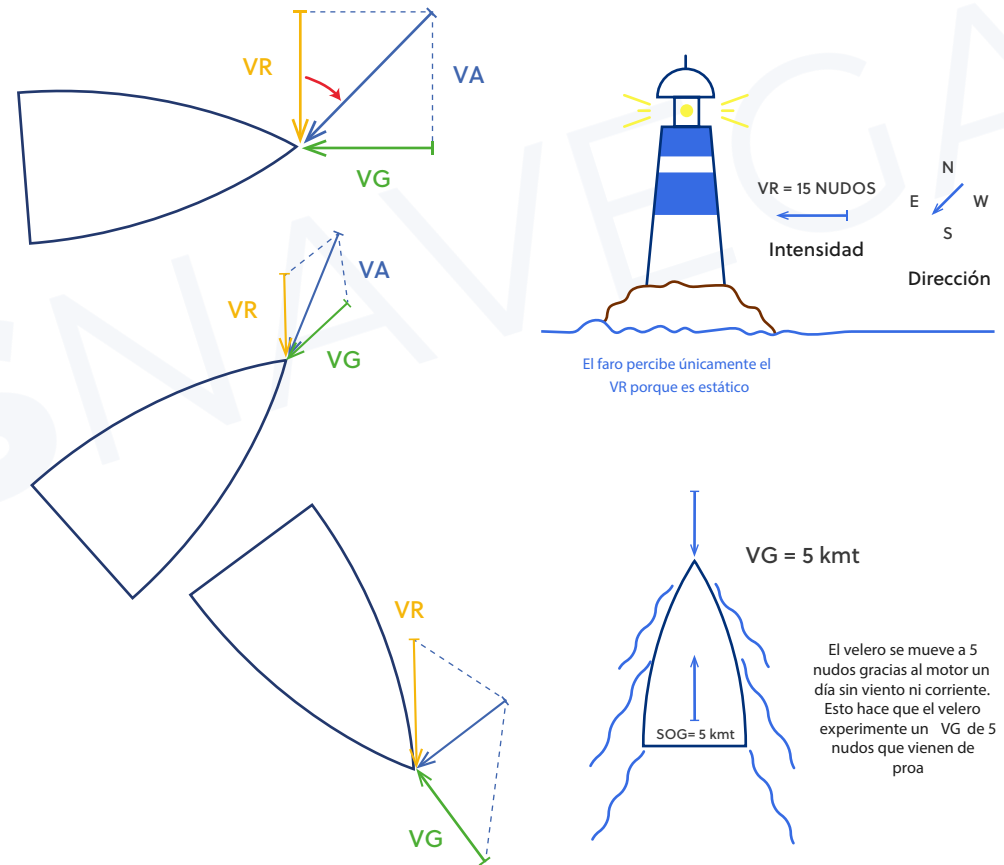 SNAVEGA
VR
VA
VG
VA
VR
VG
VR
VG
VR = 15 NUDOS
Intensidad
N
E
W
S
Dirección
El faro percibe únicamente el
VR porque es estático
VG = 5 kmt
SOG= 5 kmt
El velero se mueve a 5
nudos gracias al motor un
día sin viento ni corriente.
Esto hace que el velero
experimente un VG de 5
nudos que vienen de
proa